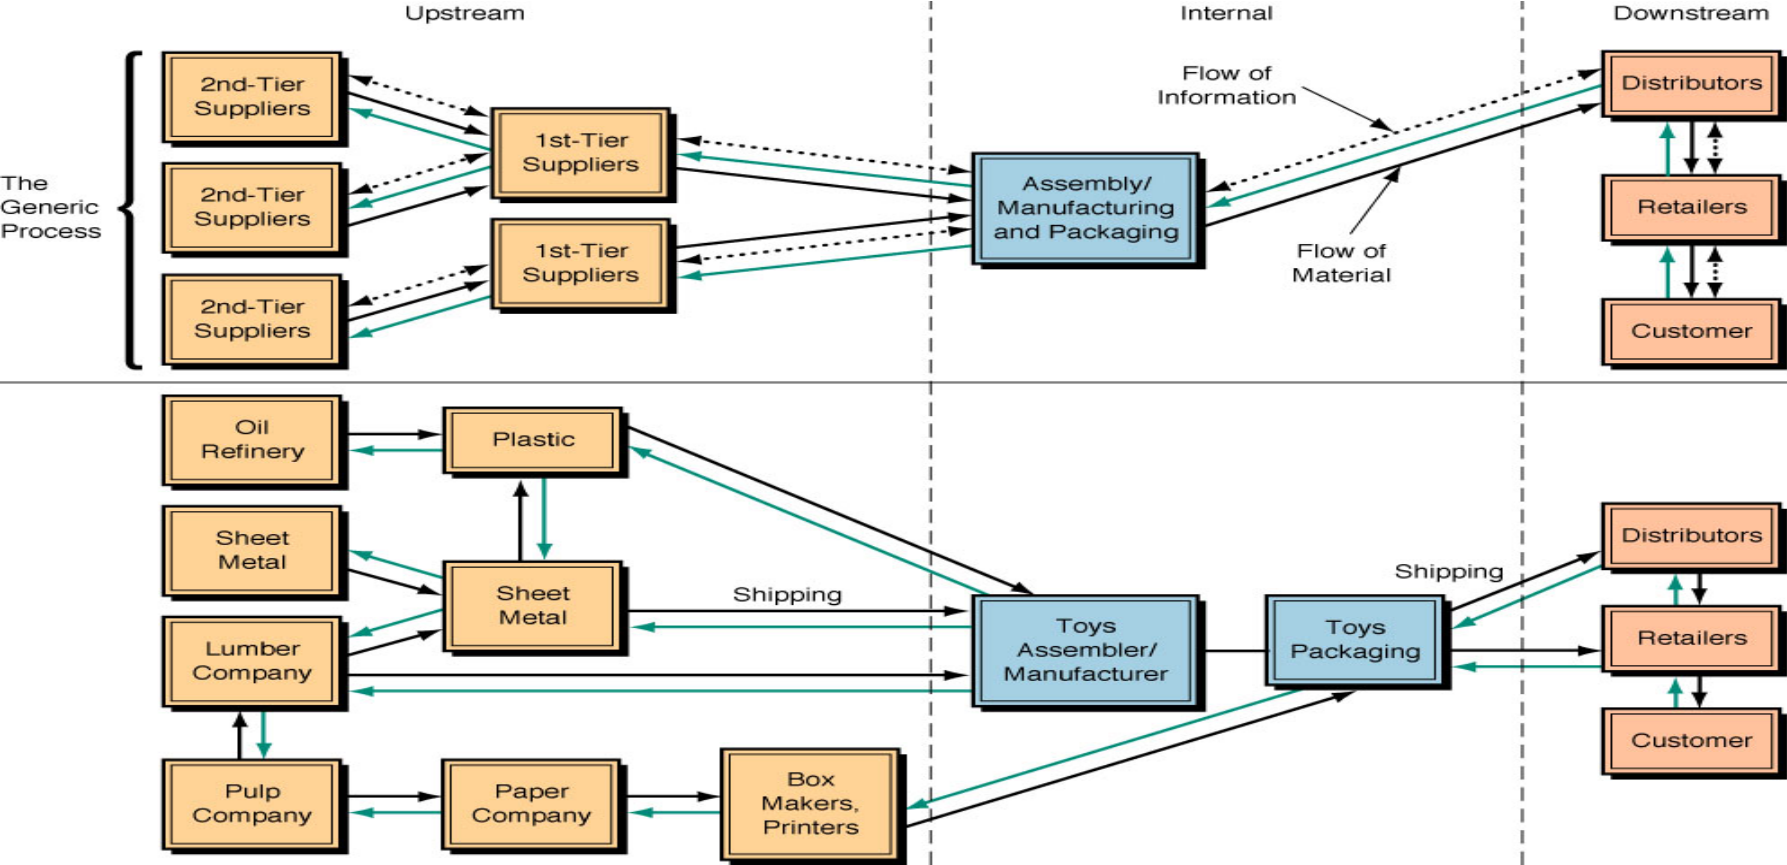 Upstream
Internal
Downstream
The
Generic
Process
2nd-Tier
Suppliers
2nd-Tier
Suppliers
2nd-Tier
Suppliers
1st-Tier
Suppliers
1st-Tier
Suppliers
Assembly/
Manufacturing
and Packaging
Flow of
Information
Flow of
Material
Distributors
Retailers
Customer
Oil
Refinery
Plastic
Sheet
Metal
Sheet
Metal
Lumber
Company
Pulp
Company
Paper
Company
Box
Makers,
Printers
Shipping
Toys
Assembler/
Manufacturer
Toys
Packaging
Shipping
Distributors
Retailers
Customer